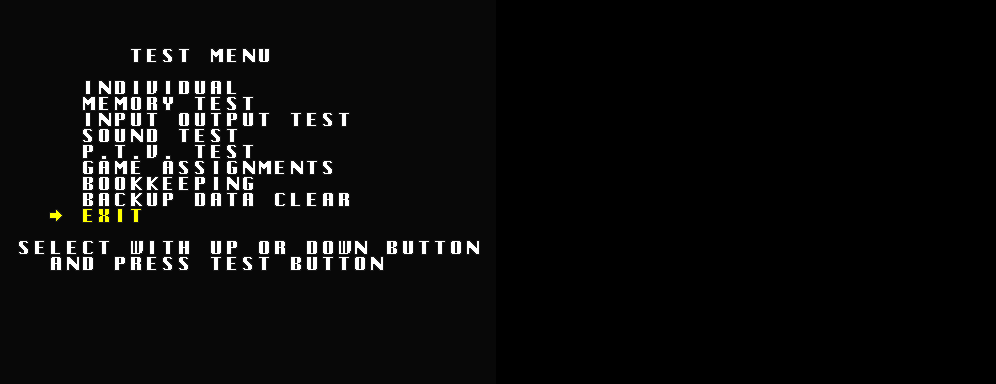 TEST MENU
INDIVIDUAL
MEMORY TEST
INPUT OUTPUT TEST
SOUND TEST
P.T.V. TEST
GAME ASSIGNMENTS
BOOKKEEPING
BACKUP DATA CLEAR
➡ EXIT
SELECT WITH UP OR DOWN BUTTON
AND PRESS TEST BUTTON